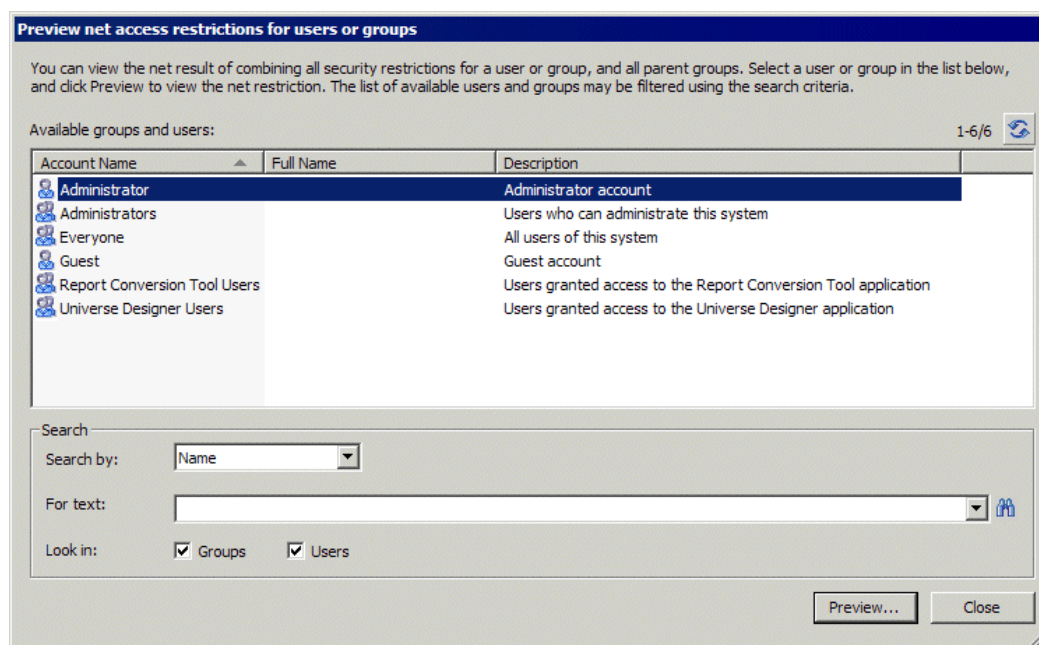 Preview net access restrictions for users or groups
You can view the net result of combining all security restrictions for a user or group, and all parent groups. Select a user or group in the list below,
and click Preview to view the net restriction. The list of available users and groups may be filtered using the search criteria.
Available groups and users: 1-6/6
Account Name Full Name Description
Administrator Administrator account
Administrators Users who can administrate this system
Everyone All users of this system
Guest Guest account
Report Conversion Tool Users Users granted access to the Report Conversion Tool application
Universe Designer Users Users granted access to the Universe Designer application
Search
Search by: Name
For text:
Look in: Groups Users
Preview... Close